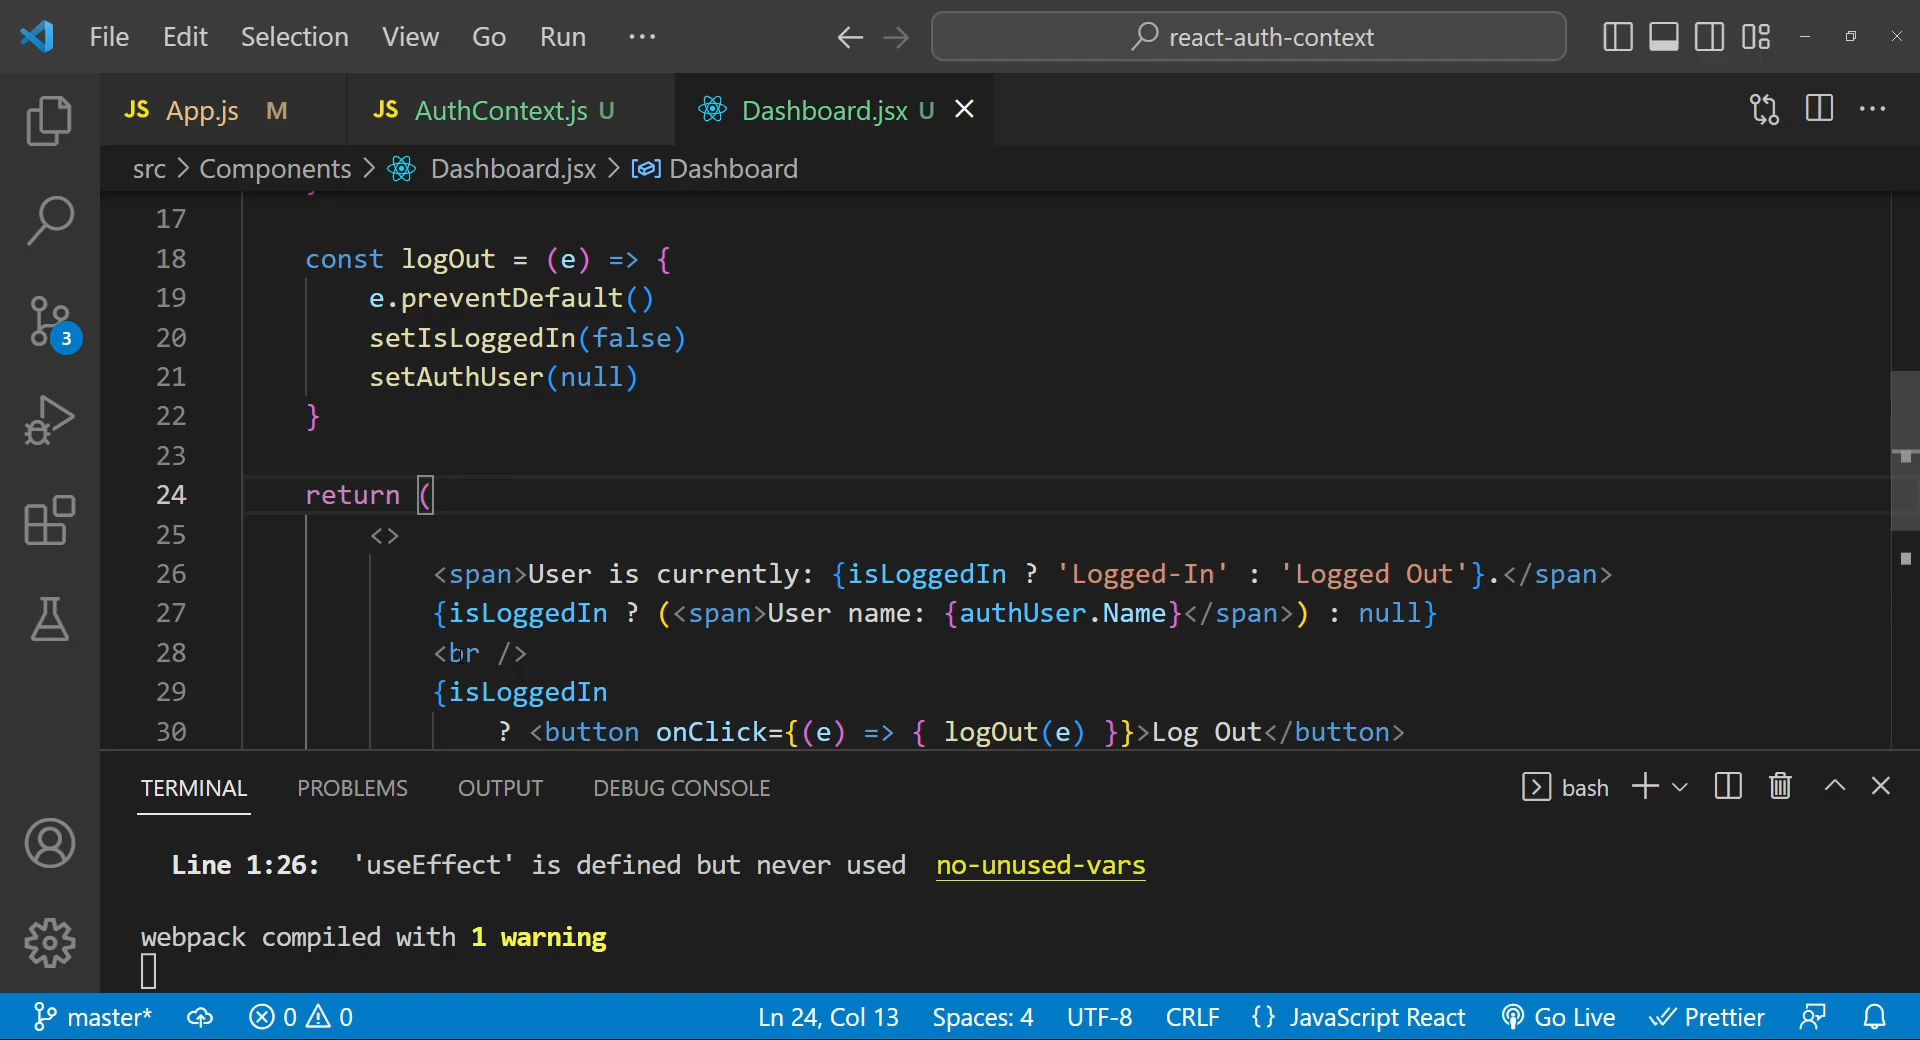 File Edit Selection View Go Run ··· react-auth-context
JS App.js M JS AuthContext.js U Dashboard.jsx U
src > Components > Dashboard.jsx > Dashboard
17
18 const logOut = (e) => {
19 e.preventDefault()
20 setIsLoggedIn(false)
21 setAuthUser(null)
22 }
23
24 return (
25 <>
26 <span>User is currently: {isLoggedIn ? 'Logged-In' : 'Logged Out'}.</span>
27 {isLoggedIn ? (<span>User name: {authUser.Name}</span>) : null}
28 <br />
29 {isLoggedIn
30 ? <button onClick={(e) => { logOut(e) }}>Log Out</button>
3
TERMINAL PROBLEMS OUTPUT DEBUG CONSOLE bash
Line 1:26: 'useEffect' is defined but never used no-unused-vars
webpack compiled with 1 warning
master* 0 0 Ln 24, Col 13 Spaces: 4 UTF-8 CRLF {} JavaScript React Go Live Prettier